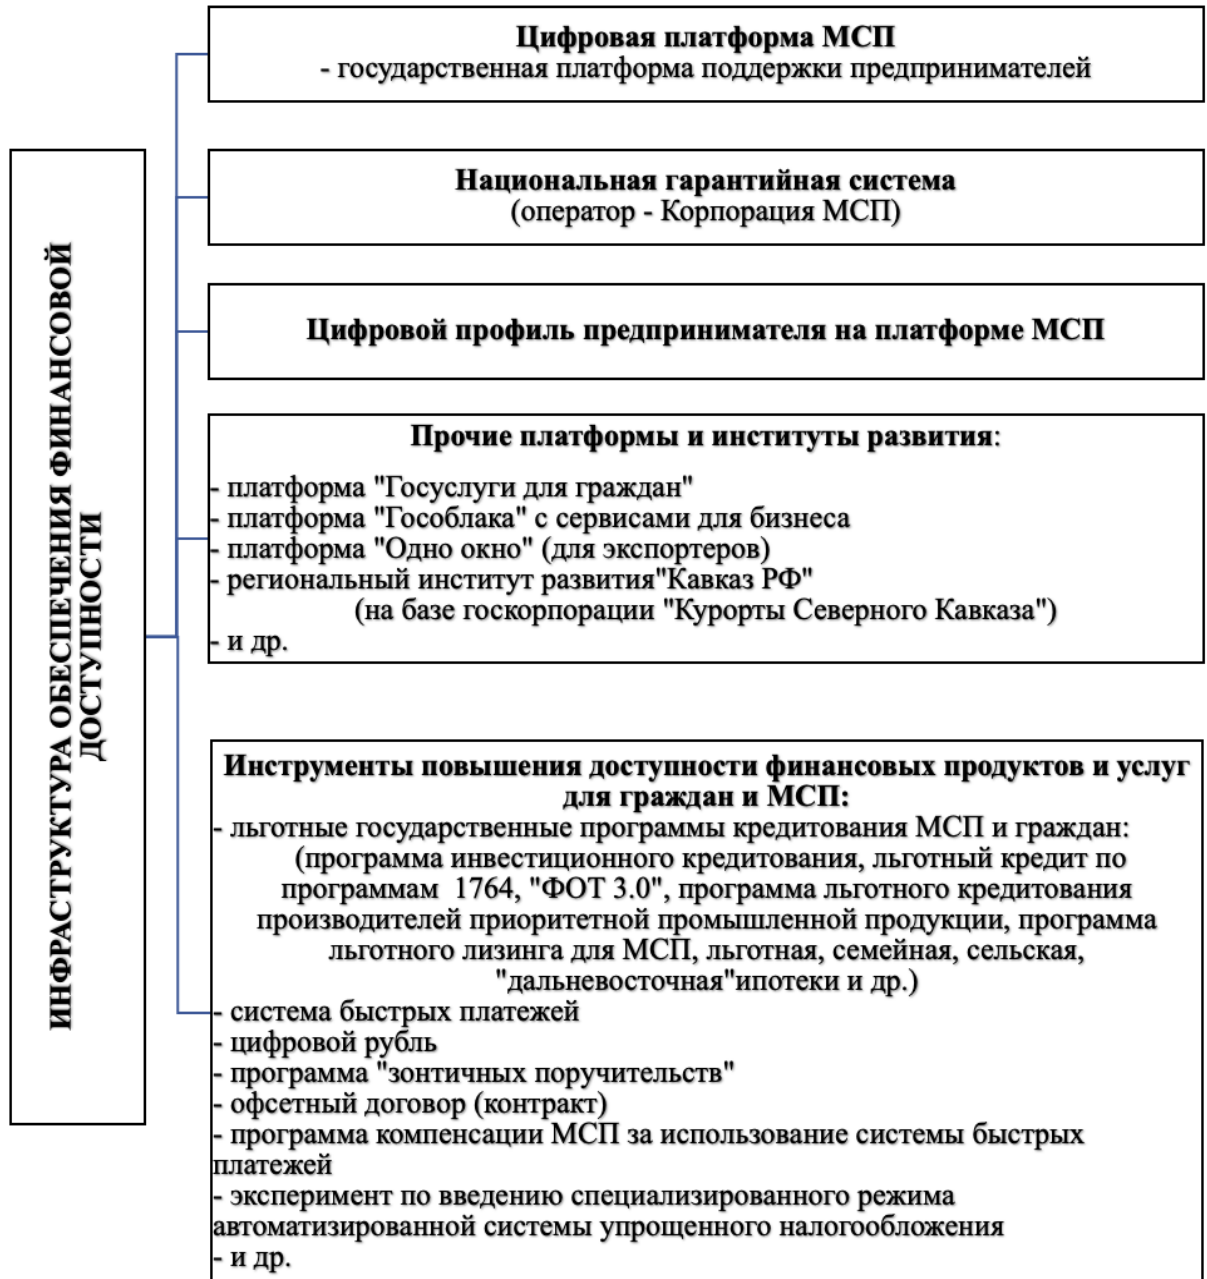 ИНФРАСТРУКТУРА ОБЕСПЕЧЕНИЯ ФИНАНСОВОЙ
ДОСТУПНОСТИ
Цифровая платформа МСП
- государственная платформа поддержки предпринимателей
Национальная гарантийная система
(оператор - Корпорация МСП)
Цифровой профиль предпринимателя на платформе МСП
Прочие платформы и институты развития:
- платформа "Госуслуги для граждан"
- платформа "Гособлака" с сервисами для бизнеса
- платформа "Одно окно" (для экспортеров)
- региональный институт развития"Кавказ РФ"
(на базе госкорпорации "Курорты Северного Кавказа")
- и др.
Инструменты повышения доступности финансовых продуктов и услуг
для граждан и МСП:
- льготные государственные программы кредитования МСП и граждан:
(программа инвестиционного кредитования, льготный кредит по
программам 1764, "ФОТ 3.0", программа льготного кредитования
производителей приоритетной промышленной продукции, программа
льготного лизинга для МСП, льготная, семейная, сельская,
"дальневосточная"ипотеки и др.)
- система быстрых платежей
- цифровой рубль
- программа "зонтичных поручительств"
- офсетный договор (контракт)
- программа компенсации МСП за использование системы быстрых
платежей
- эксперимент по введению специализированного режима
автоматизированной системы упрощенного налогообложения
- и др.